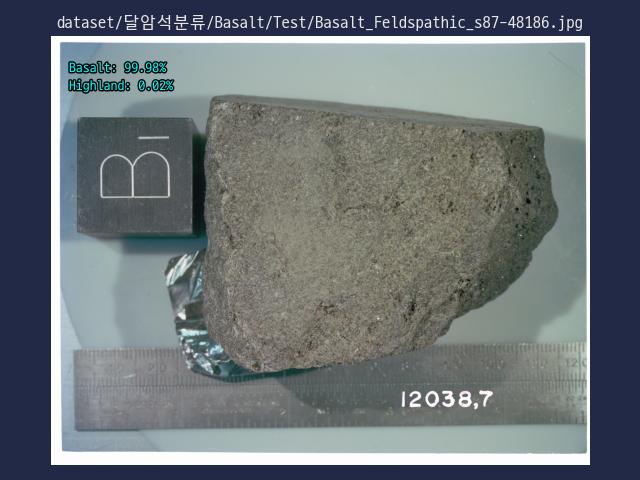 dataset/달암석분류/Basalt/Test/Basalt_Feldspathic_s87-48186.jpg
Basalt: 99.98%
Highland: 0.02%
B
12038,7